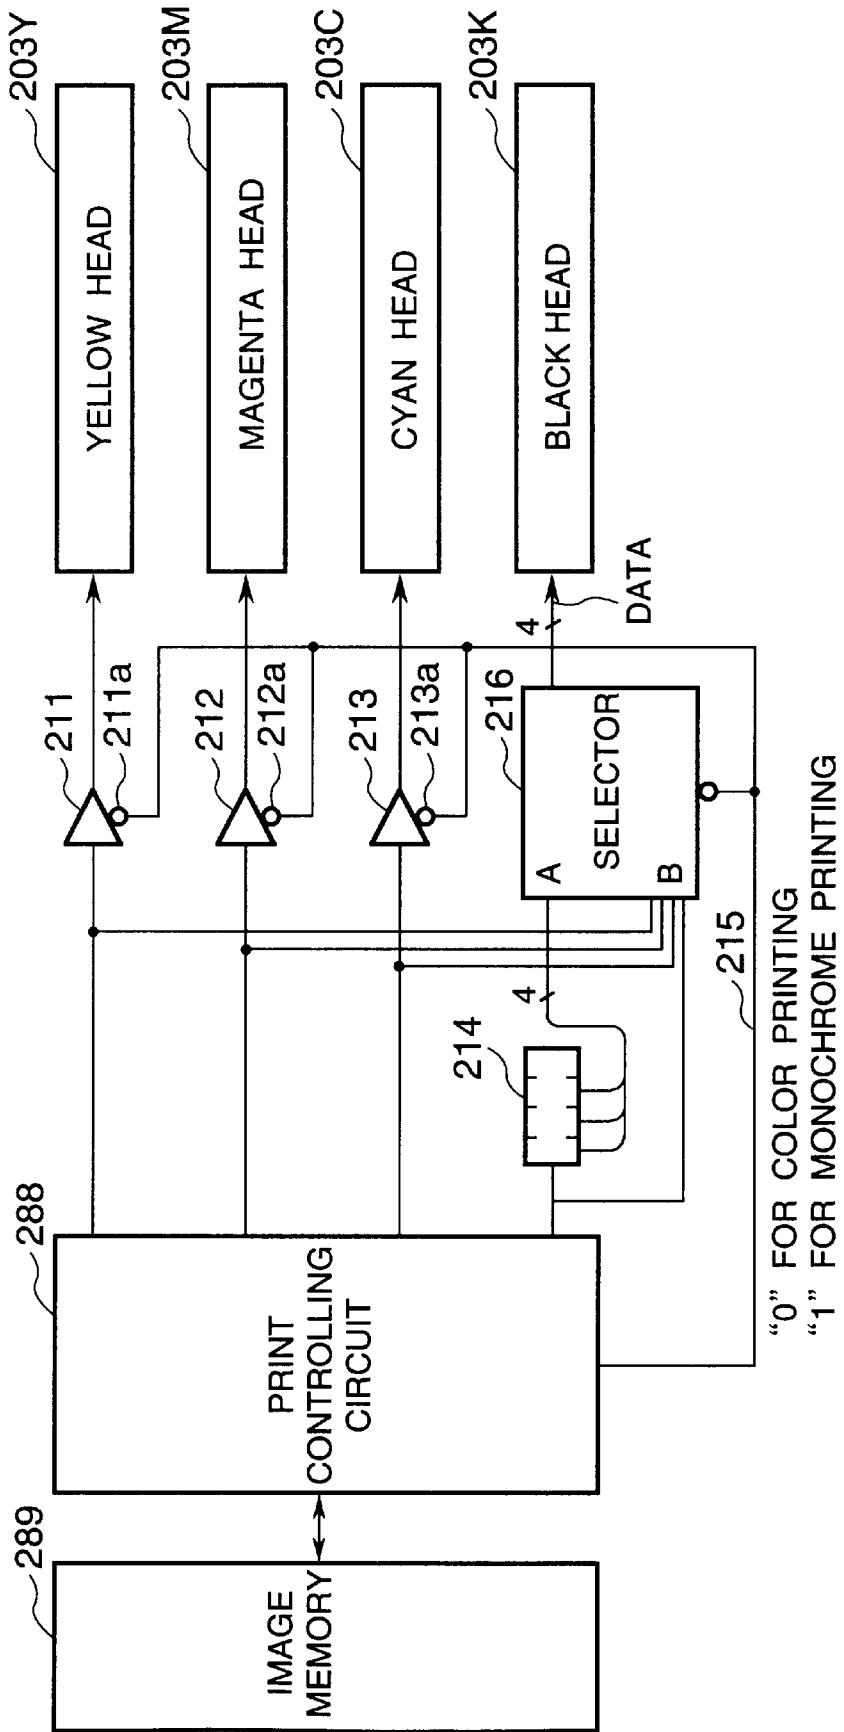 289
IMAGE
MEMORY
288
PRINT
CONTROLLING
CIRCUIT
211
211a
203Y
YELLOW HEAD
212
212a
203M
MAGENTA HEAD
213
213a
203C
CYAN HEAD
214
4
216
A
B
SELECTOR
4
DATA
203K
BLACK HEAD
215
“0” FOR COLOR PRINTING
“1” FOR MONOCHROME PRINTING